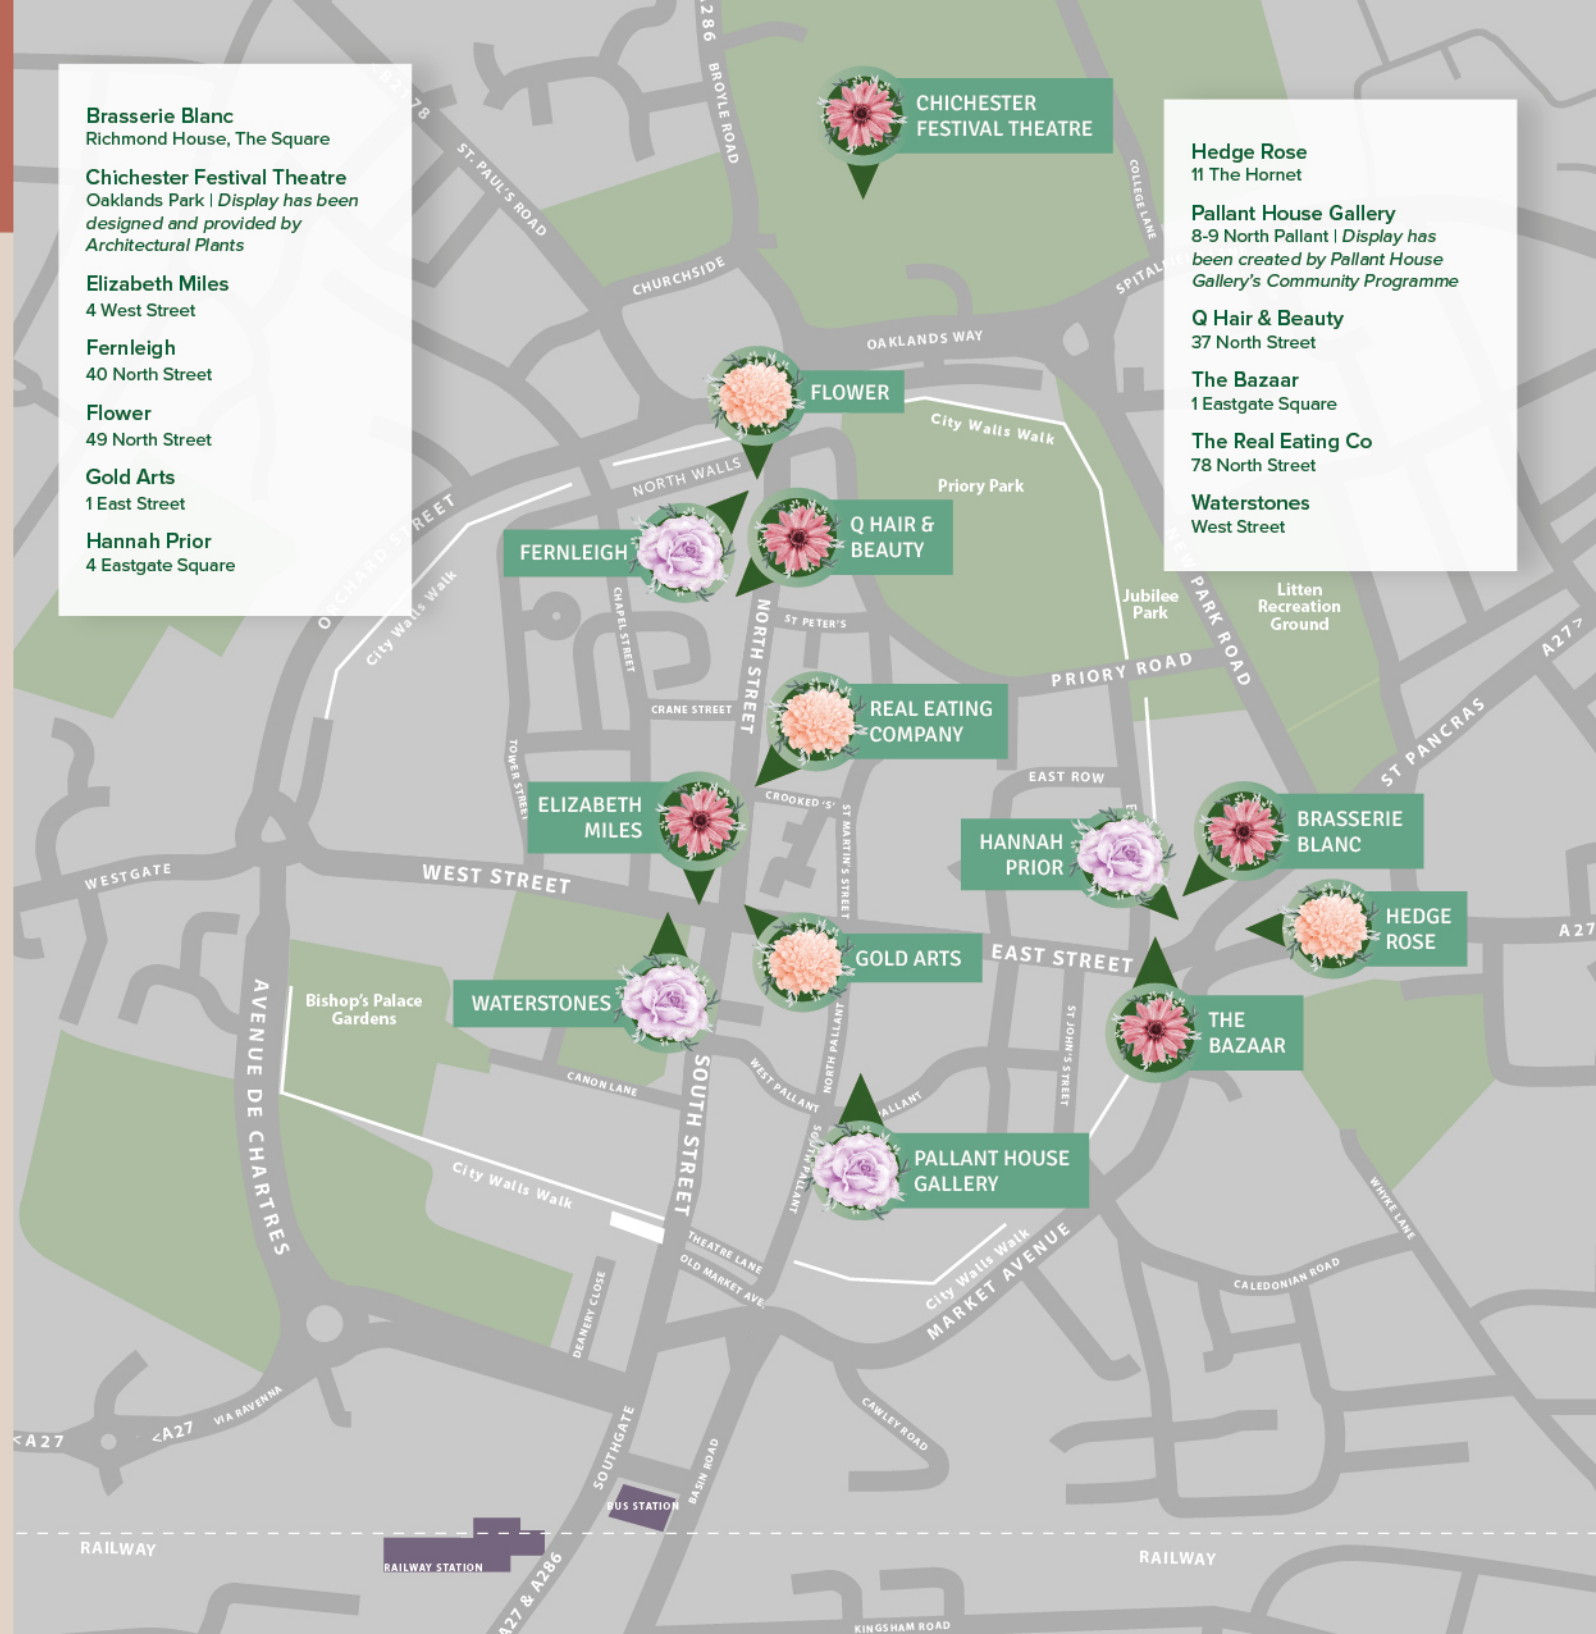 Brasserie Blanc
Richmond House, The Square
Chichester Festival Theatre
Oaklands Park | Display has been
designed and provided by
Architectural Plants
Elizabeth Miles
4 West Street
Fernleigh
40 North Street
Flower
49 North Street
Gold Arts
1 East Street
Hannah Prior
4 Eastgate Square
Hedge Rose
11 The Hornet
Pallant House Gallery
8-9 North Pallant | Display has
been created by Pallant House
Gallery's Community Programme
Q Hair & Beauty
37 North Street
The Bazaar
1 Eastgate Square
The Real Eating Co
78 North Street
Waterstones
West Street
BROYLE ROAD
ST. PAUL'S ROAD
CHURCHSIDE
CHICHESTER
FESTIVAL THEATRE
COLLEGE LANE
OAKLANDS WAY
FLOWER
City Walls Walk
NORTH WALLS
Priory Park
ORCHARD STREET
City Walls Walk
FERNLEIGH
Q HAIR &
BEAUTY
NEW PARK ROAD
Jubilee
Park
Litten
Recreation
Ground
CHAPEL STREET
NORTH STREET
ST PETER'S
PRIORY ROAD
A27>
CRANE STREET
REAL EATING
COMPANY
TOWER STREET
EAST ROW
ST PANCRAS
ELIZABETH
MILES
CROOKED 'S'
ST MARTIN'S STREET
HANNAH
PRIOR
BRASSERIE
BLANC
WESTGATE
WEST STREET
HEDGE
ROSE
A27
GOLD ARTS
EAST STREET
WATERSTONES
Bishop's Palace
Gardens
THE
BAZAAR
AVENUE DE CHARTRES
CANON LANE
SOUTH STREET
WEST PALLANT
NORTH PALLANT
ST JOHN'S STREET
SOUTH PALLANT
PALLANT HOUSE
GALLERY
City Walls Walk
THEATRE LANE
OLD MARKET AVE.
City Walls Walk
MARKET AVENUE
WHYKE LANE
CALEDONIAN ROAD
DEANERY CLOSE
VIA RAVENNA
<A27
<A27
CAWLEY ROAD
SOUTHGATE
BASIN ROAD
BUS STATION
RAILWAY
RAILWAY STATION
RAILWAY
A27 & A286
KINGSHAM ROAD